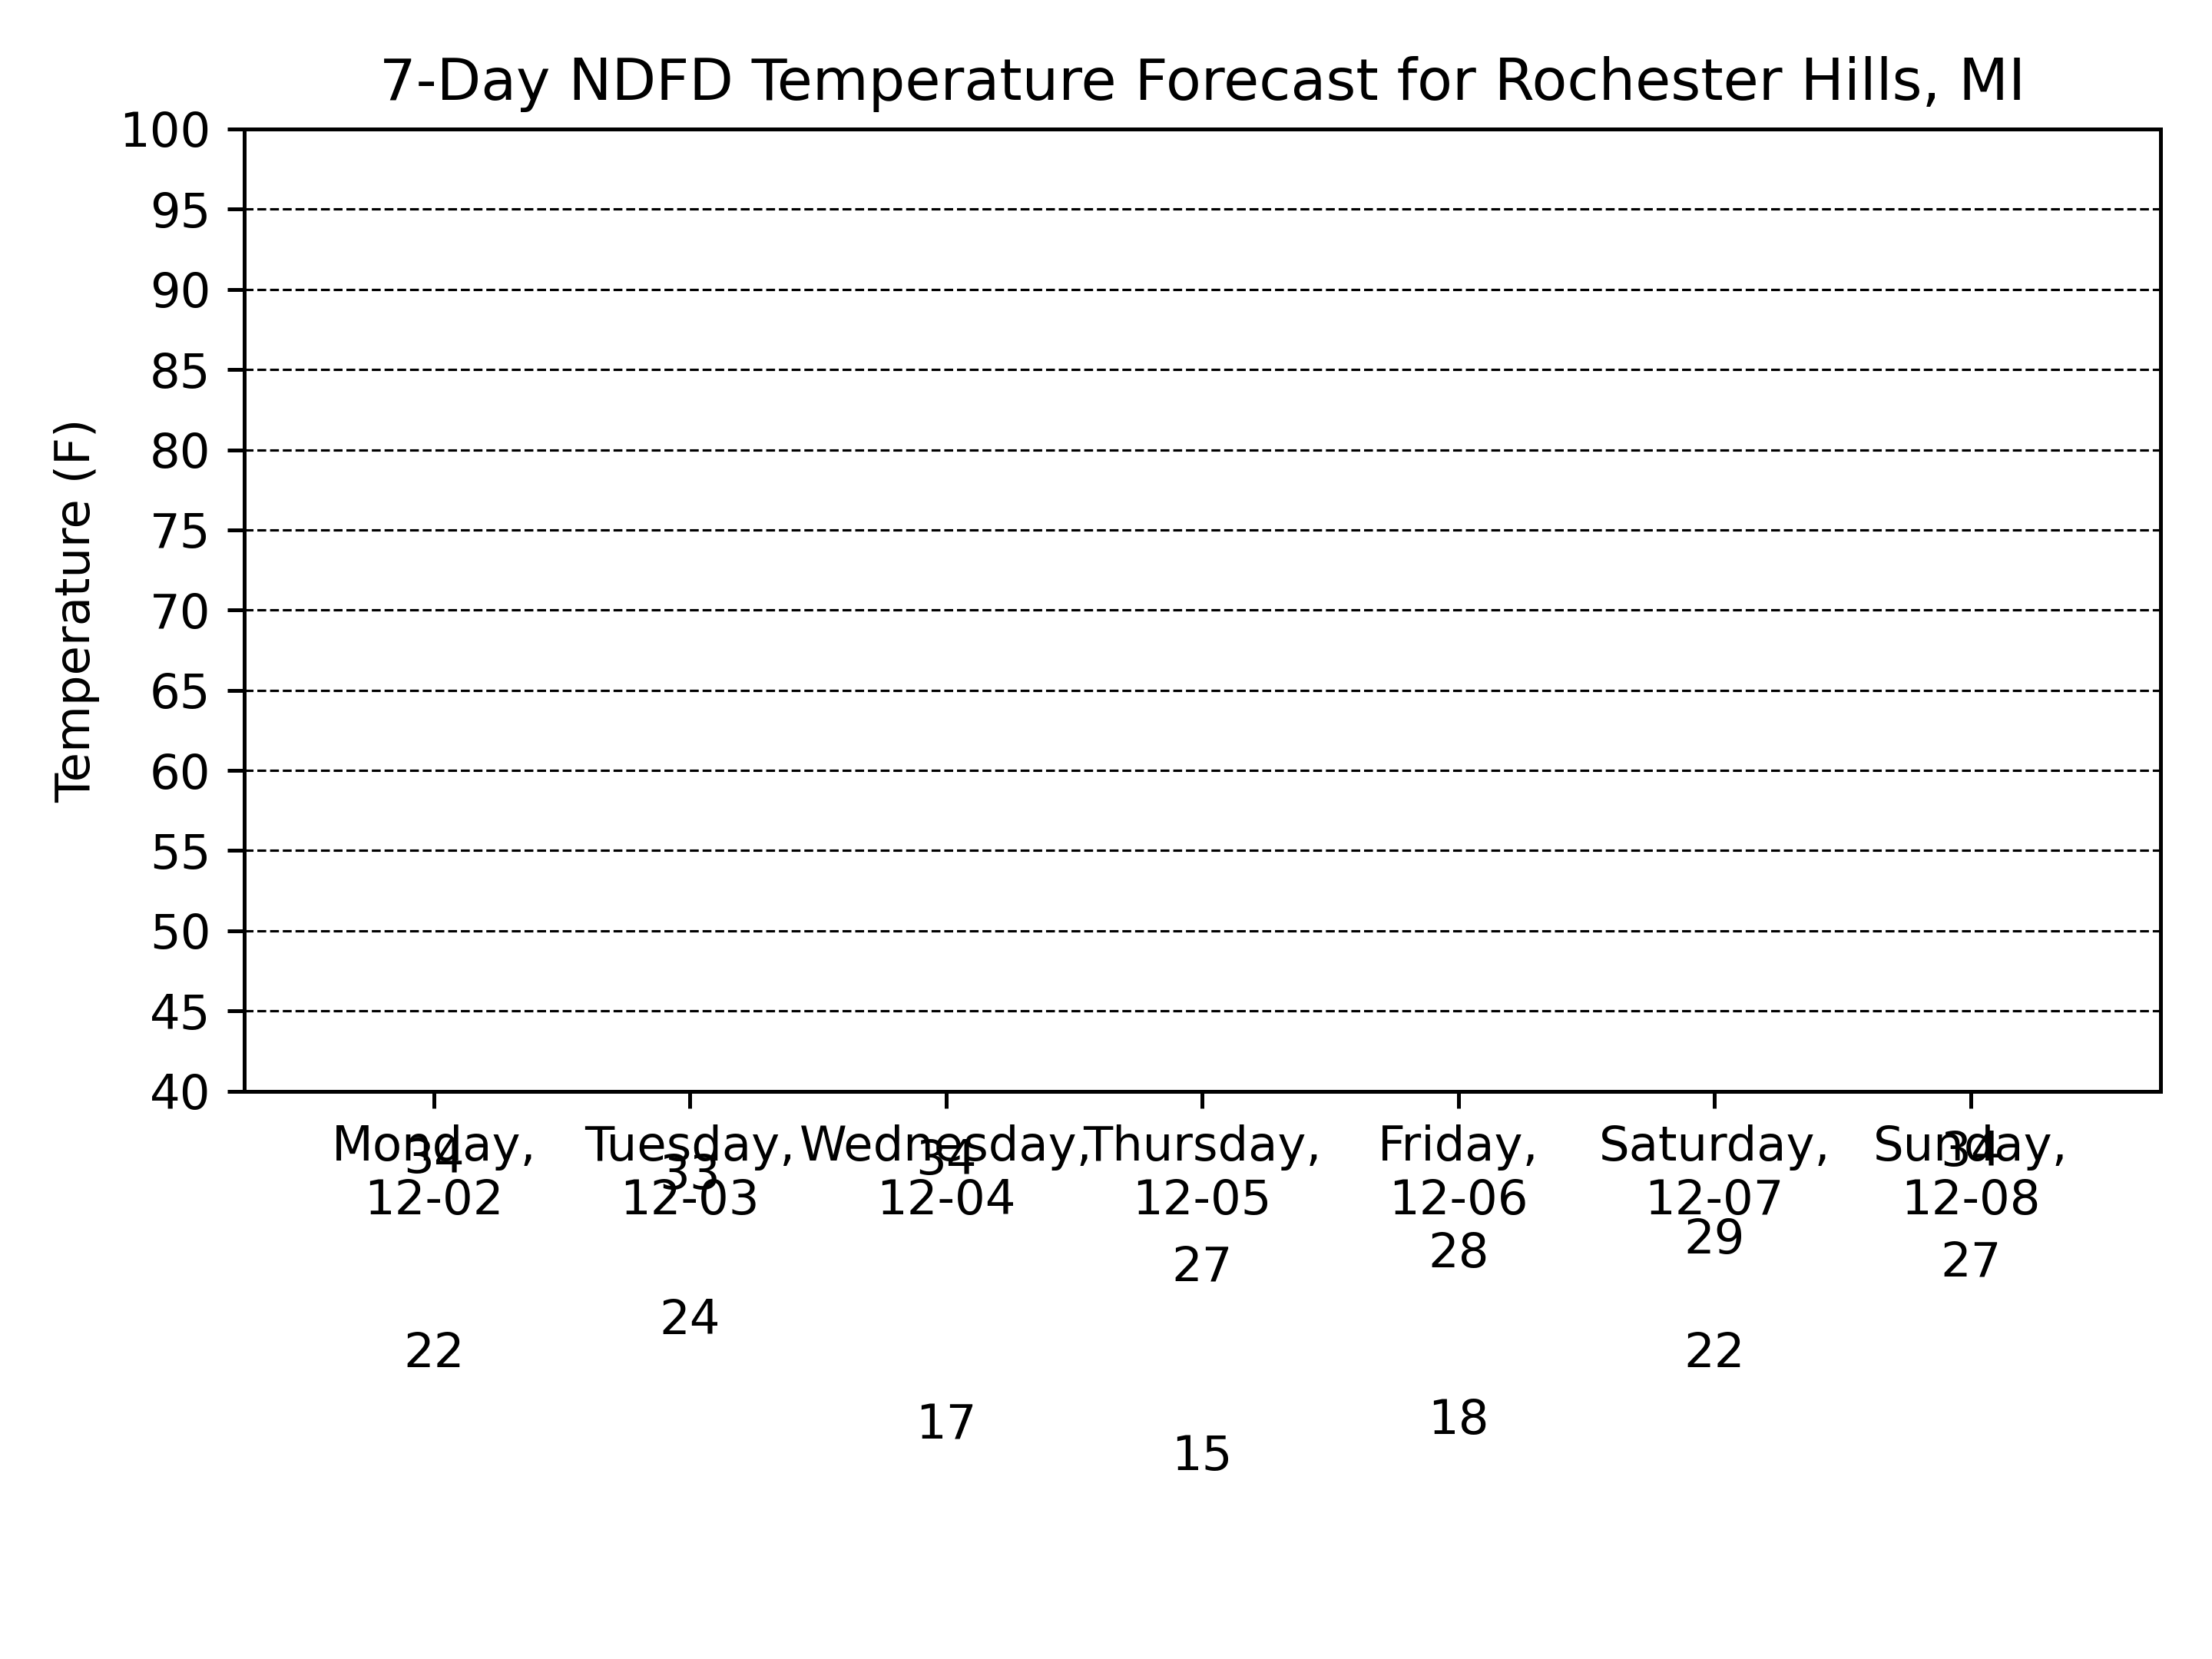 7-Day NDFD Temperature Forecast for Rochester Hills, MI
Temperature (F)
100
95
90
85
80
75
70
65
60
55
50
45
40
Monday, Tuesday, Wednesday, Thursday, Friday, Saturday, Sunday,
34 33 34 34
12-02 12-03 12-04 12-05 12-06 12-07 12-08
27 28 29 27
22 24 22
17 15 18